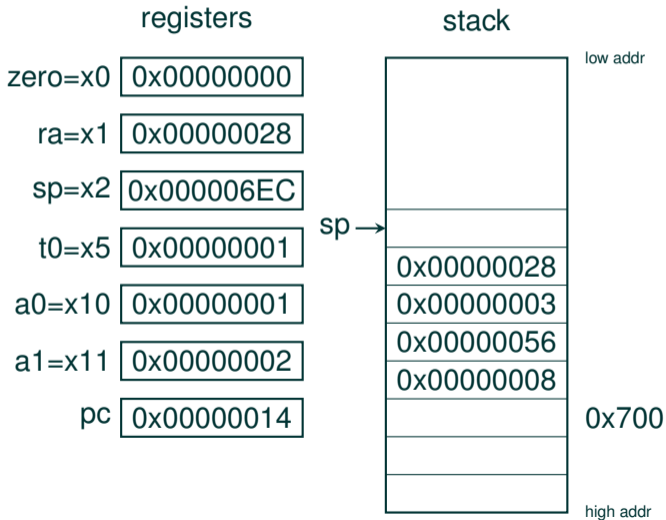 registers
zero=x0 0x00000000
ra=x1 0x00000028
sp=x2 0x000006EC
t0=x5 0x00000001
a0=x10 0x00000001
a1=x11 0x00000002
pc 0x00000014
stack
low addr
sp
0x00000028
0x00000003
0x00000056
0x00000008
0x700
high addr